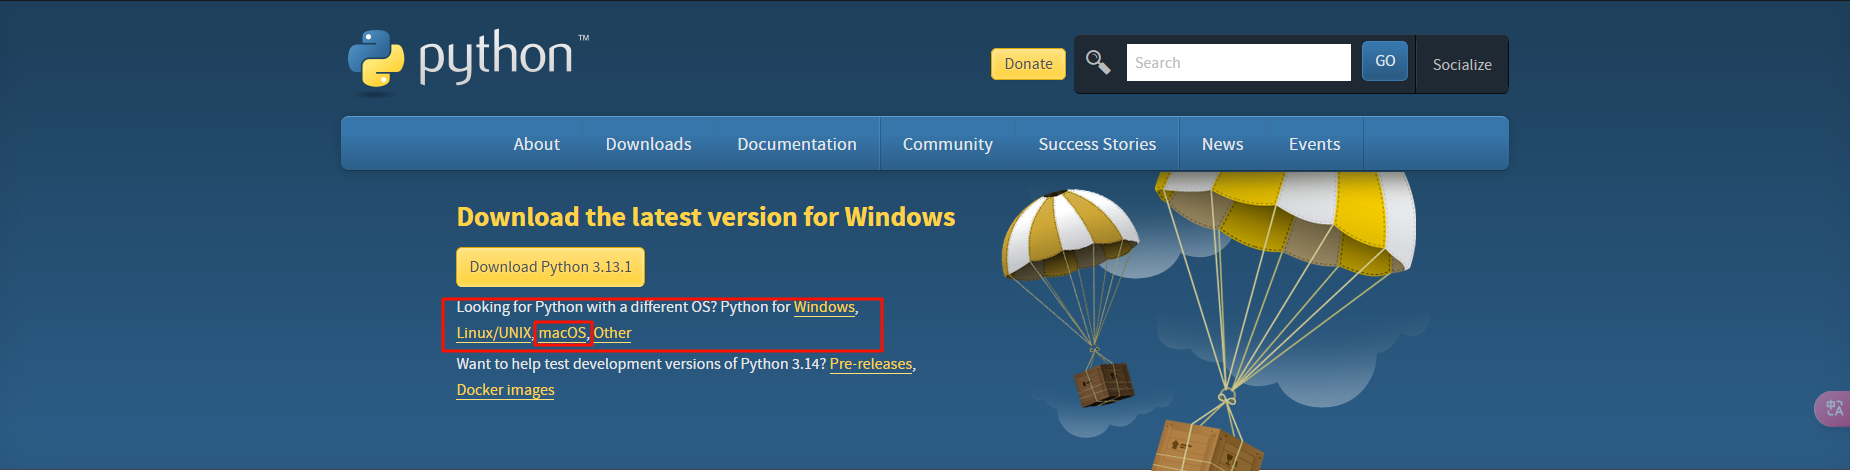 python™
Donate
Search
GO
Socialize
About
Downloads
Documentation
Community
Success Stories
News
Events
Download the latest version for Windows
Download Python 3.13.1
Looking for Python with a different OS? Python for Windows,
Linux/UNIX, macOS, Other
Want to help test development versions of Python 3.14? Pre-releases,
Docker images
中A